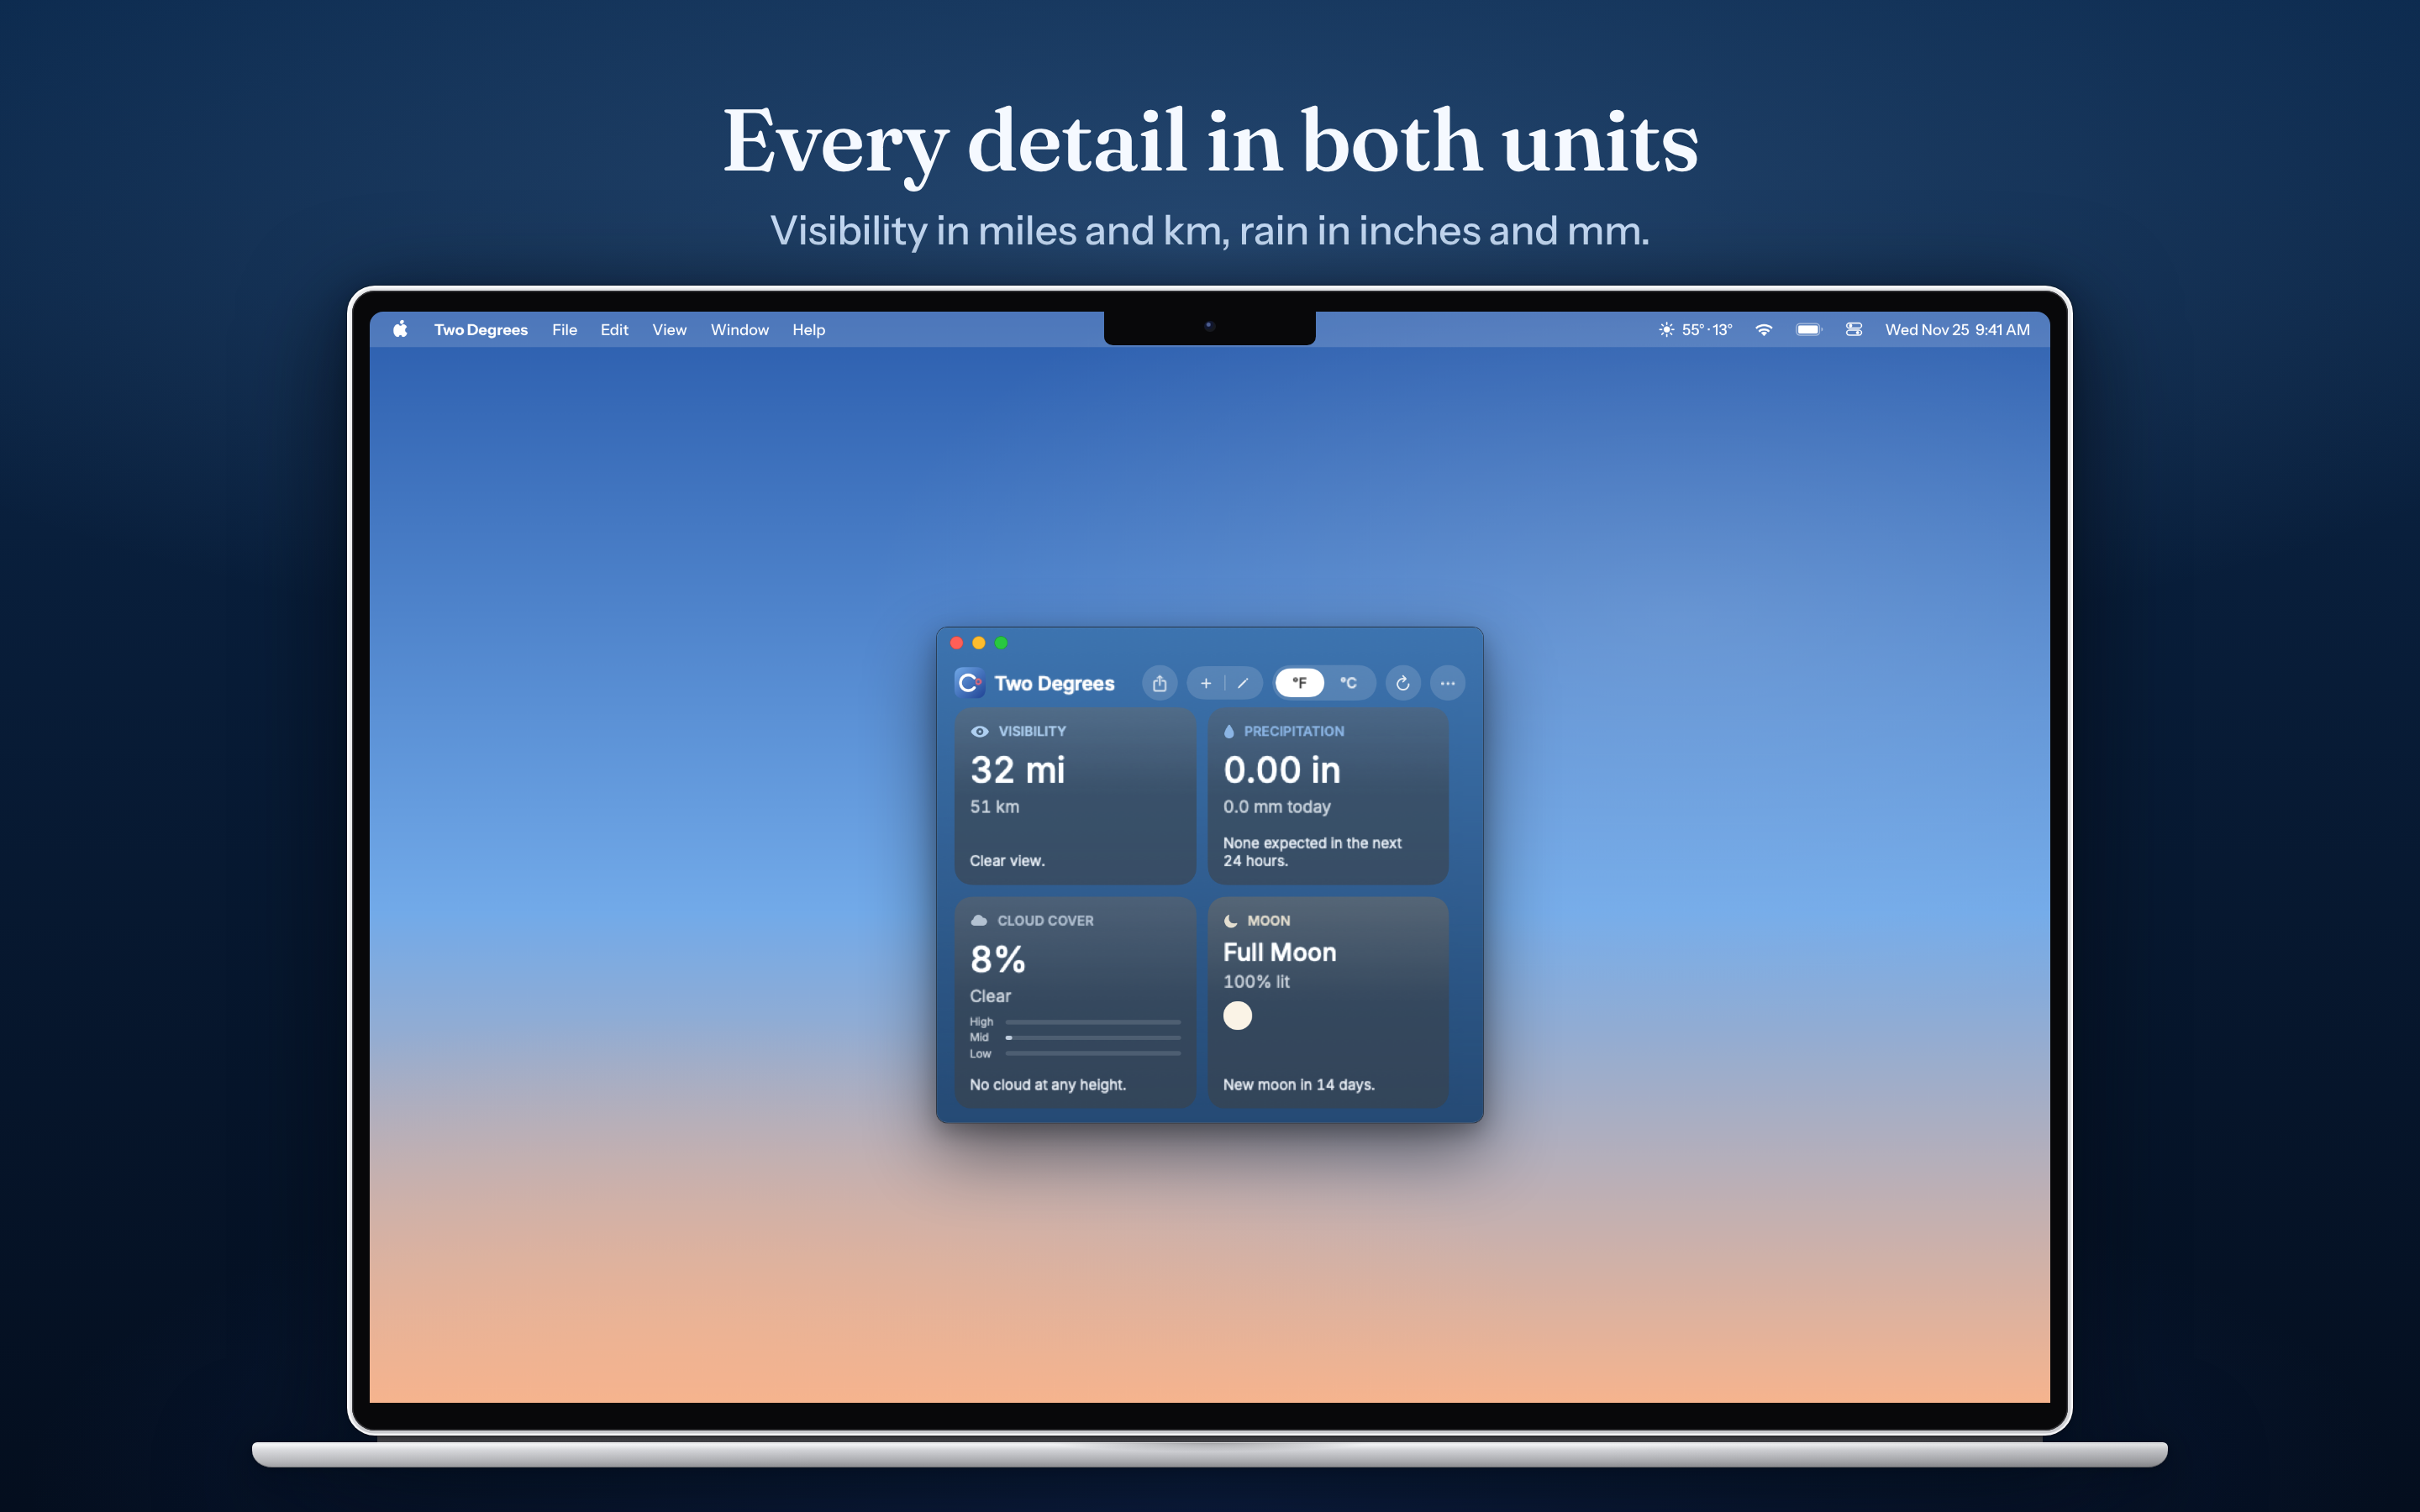 Every detail in both units
Visibility in miles and km, rain in inches and mm.
Two Degrees File Edit View Window Help 55° · 13° Wed Nov 25 9:41 AM
Two Degrees + °F °C
VISIBILITY
32 mi
51 km
Clear view.
PRECIPITATION
0.00 in
0.0 mm today
None expected in the next
24 hours.
CLOUD COVER
8%
Clear
High
Mid
Low
No cloud at any height.
MOON
Full Moon
100% lit
New moon in 14 days.